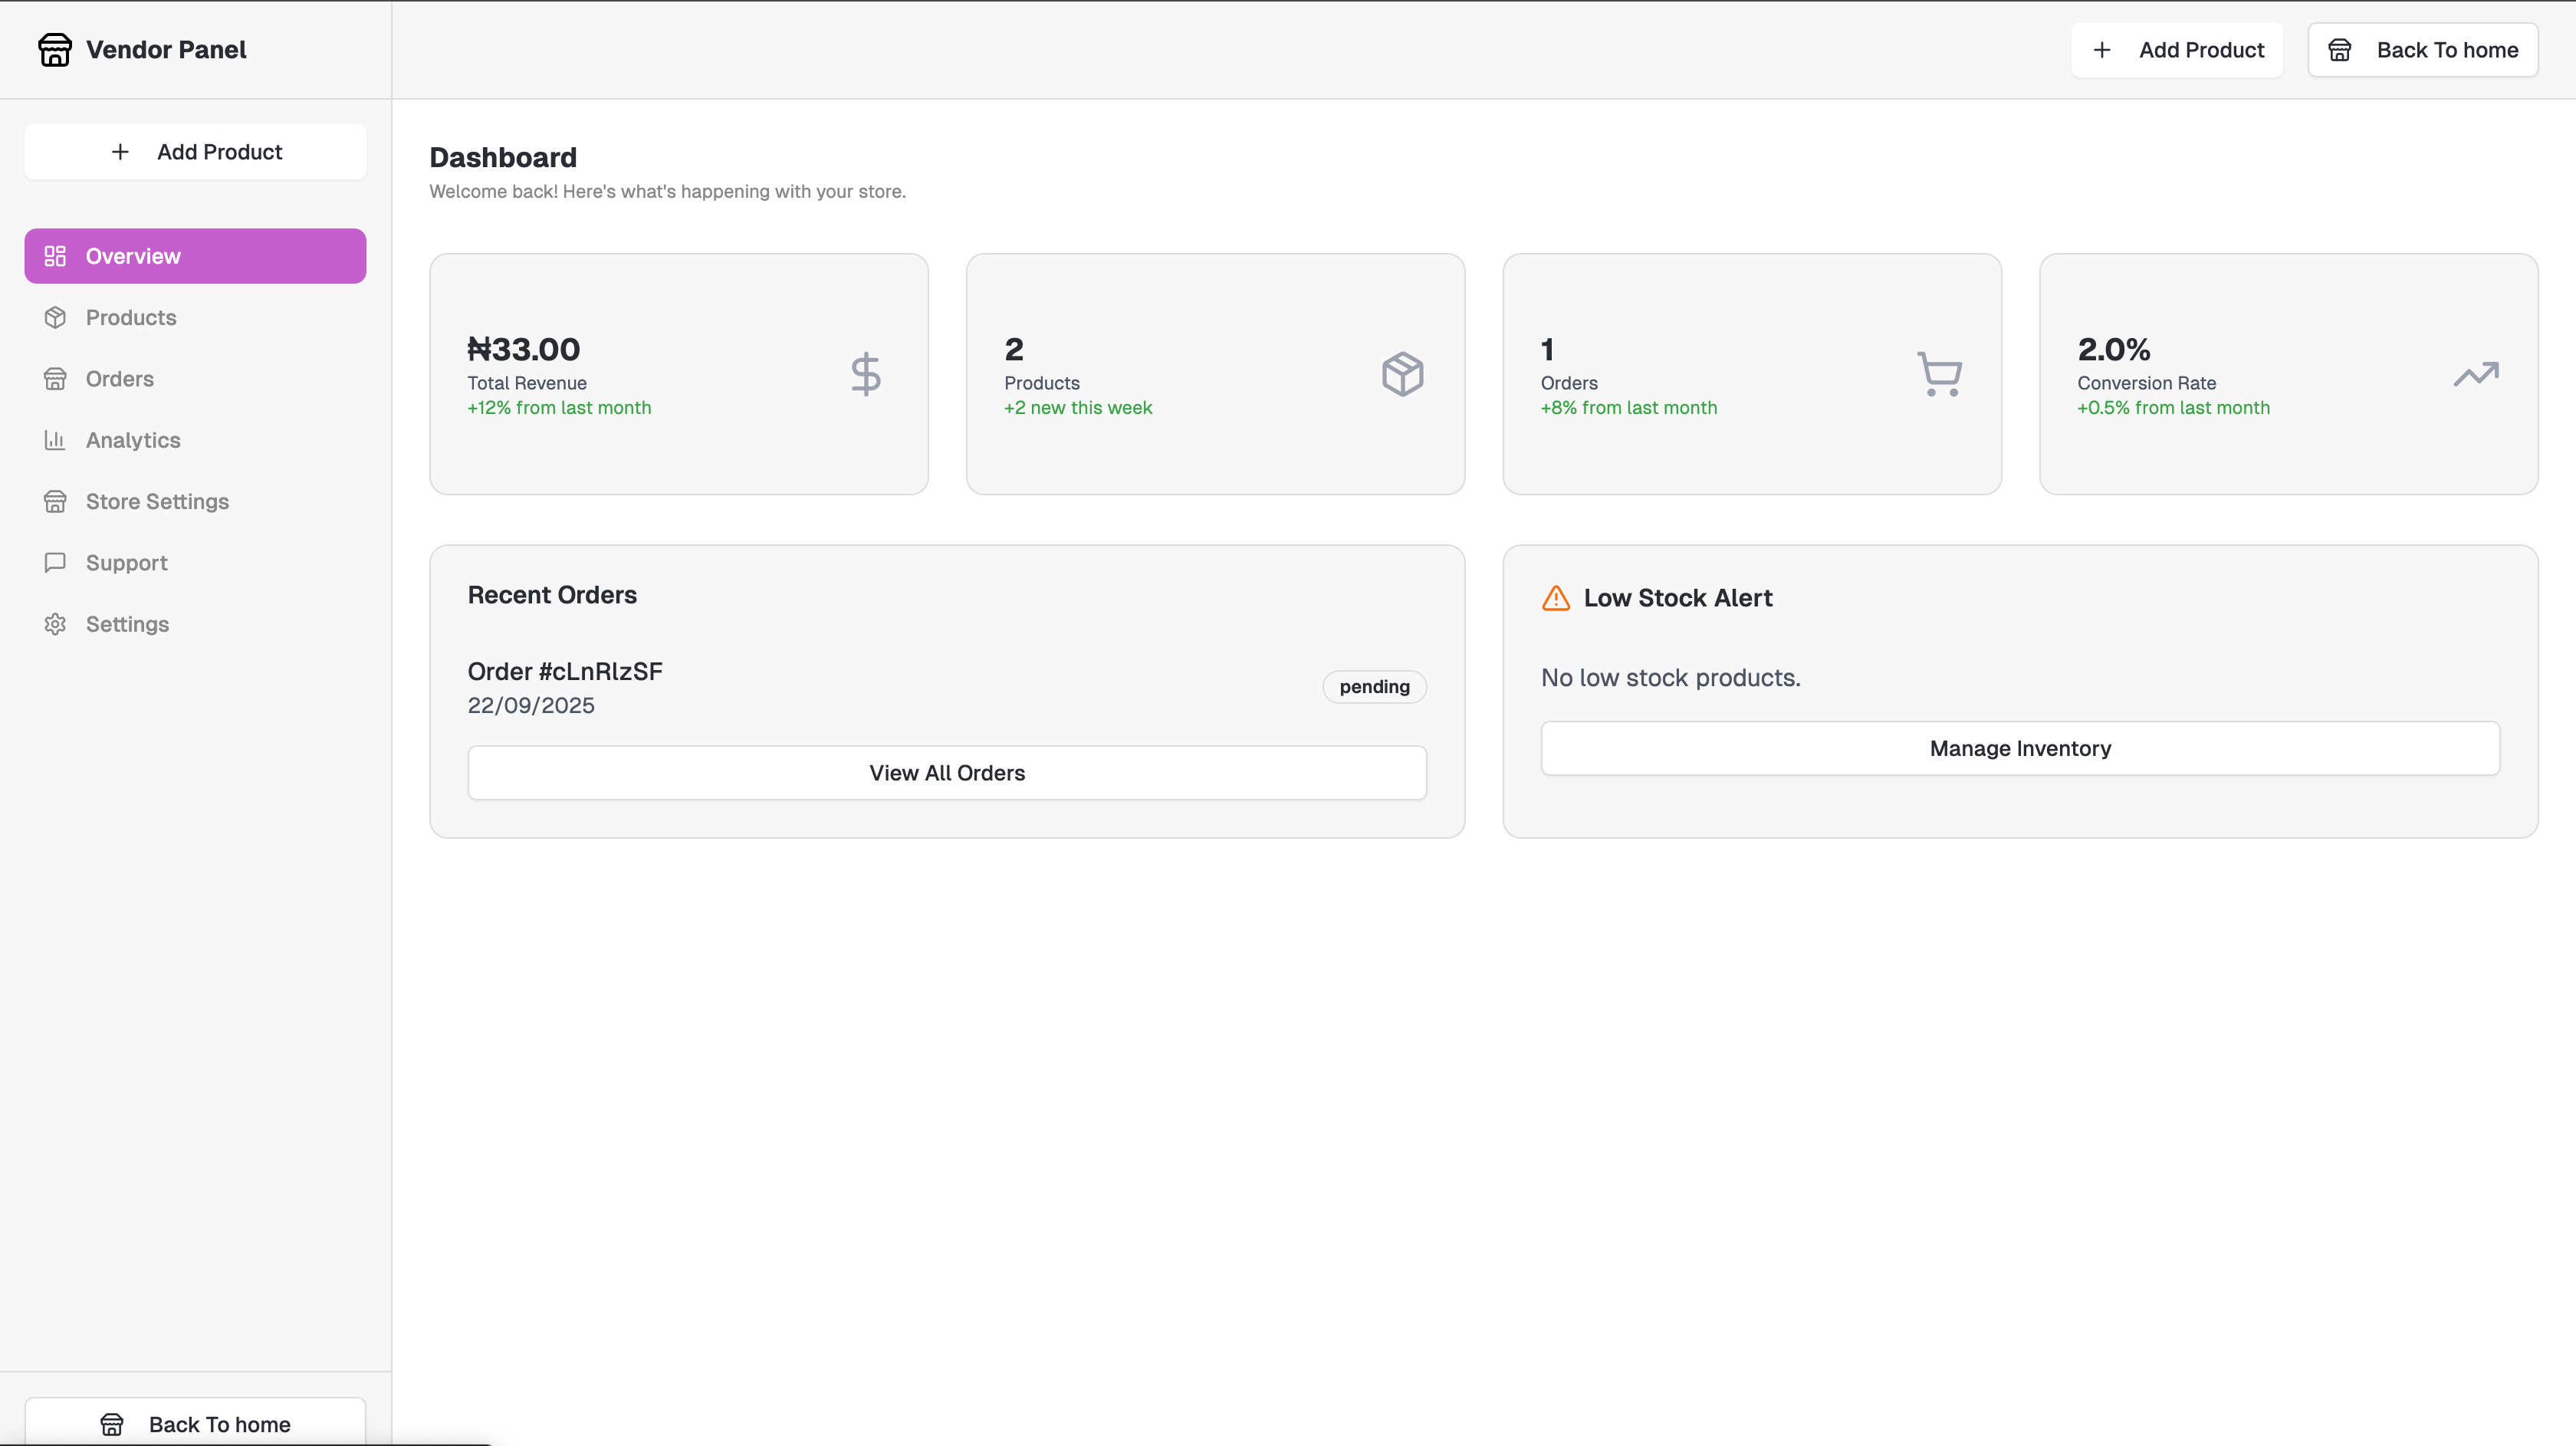 Vendor Panel
Add Product
Back To home
Add Product
Overview
Products
Orders
Analytics
Store Settings
Support
Settings
Back To home
Dashboard
Welcome back! Here's what's happening with your store.
₦33.00
Total Revenue
+12% from last month
2
Products
+2 new this week
1
Orders
+8% from last month
2.0%
Conversion Rate
+0.5% from last month
Recent Orders
Order #cLnRlzSF
22/09/2025
pending
View All Orders
Low Stock Alert
No low stock products.
Manage Inventory